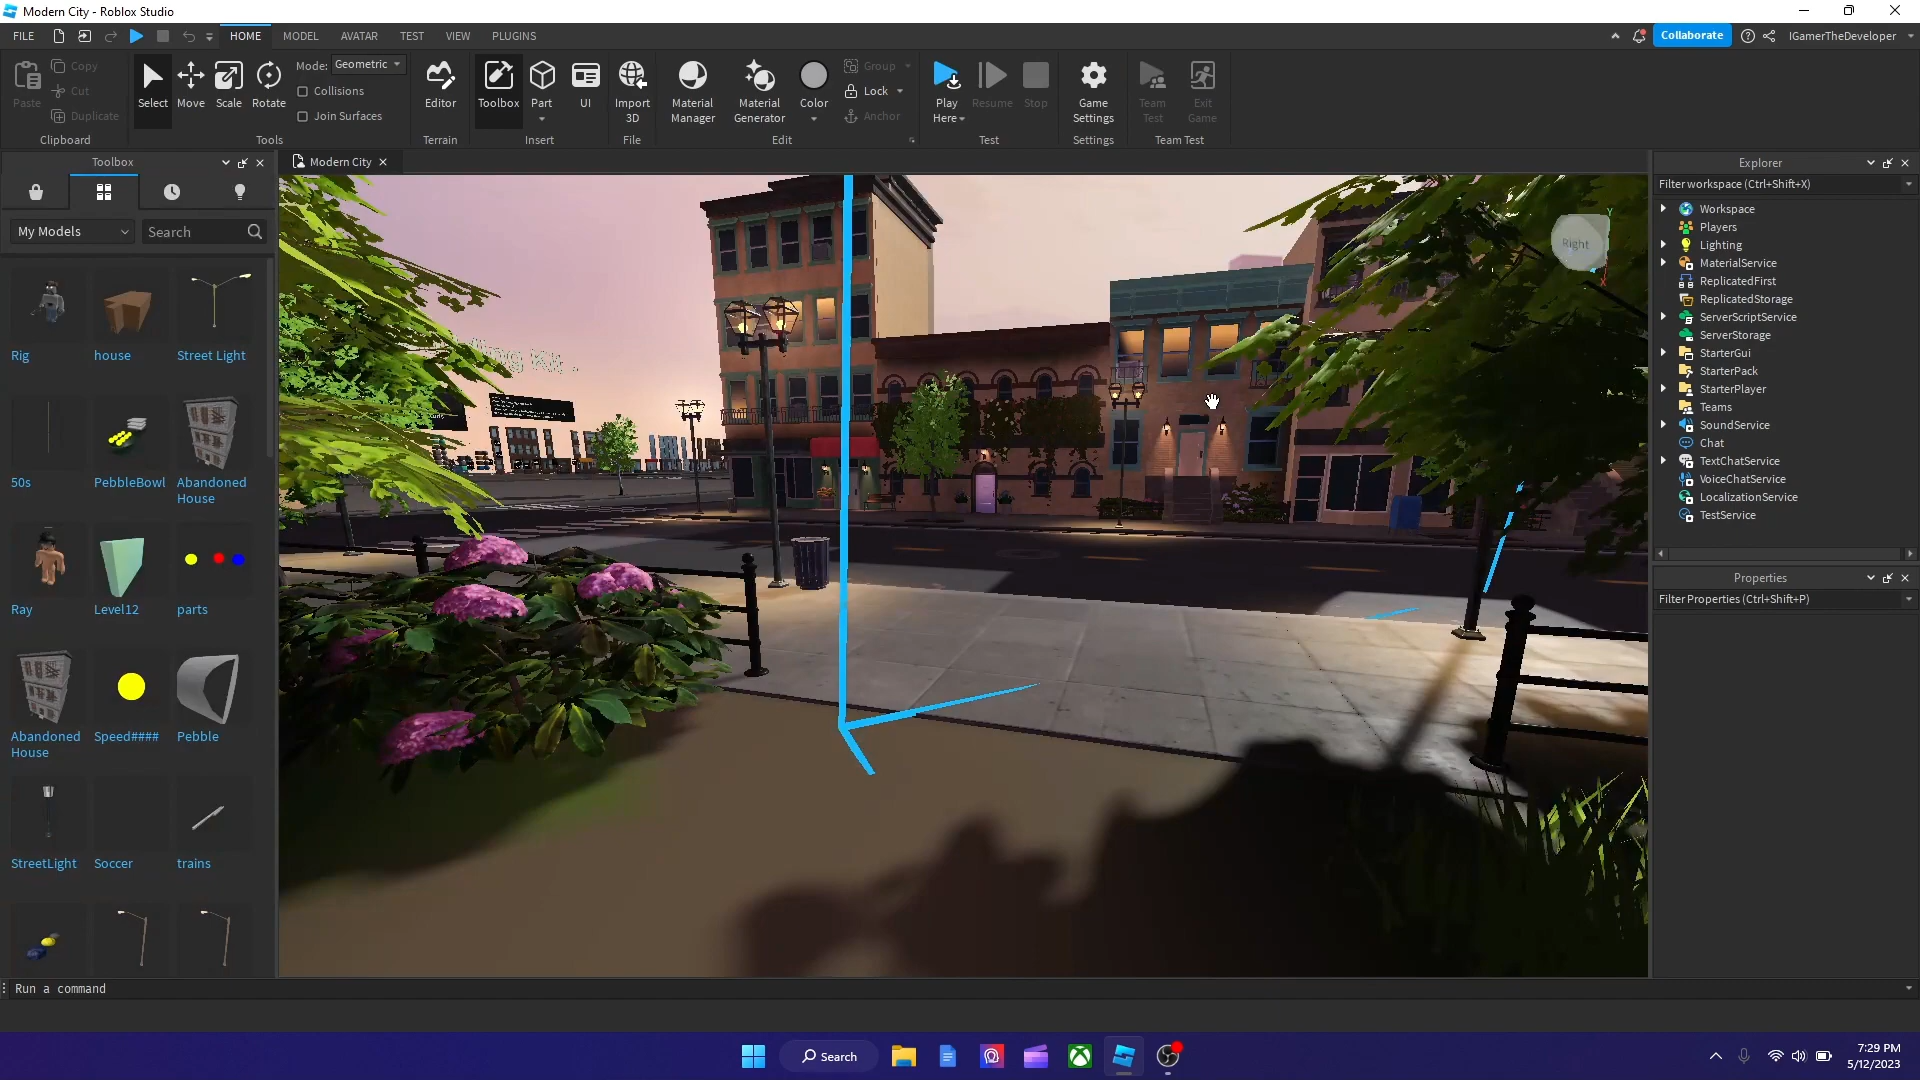 Modern City - Roblox Studio
FILE
HOME
MODEL
AVATAR
TEST
VIEW
PLUGINS
Collaborate
IGamerTheDeveloper
Paste
Copy
Cut
Duplicate
Select
Move
Scale
Rotate
Mode:
Geometric
Collisions
Join Surfaces
Editor
Toolbox
Part
UI
Import
3D
Material
Manager
Material
Generator
Color
Group
Lock
Anchor
Play
Here
Resume
Stop
Game
Settings
Team
Test
Exit
Game
Clipboard
Tools
Terrain
Insert
File
Edit
Test
Settings
Team Test
Toolbox
Modern City
My Models
Search
Rig
house
Street Light
50s
PebbleBowl
Abandoned
House
Ray
Level12
parts
Abandoned
House
Speed####
Pebble
StreetLight
Soccer
trains
Right
Y
X
Explorer
Filter workspace (Ctrl+Shift+X)
Workspace
Players
Lighting
MaterialService
ReplicatedFirst
ReplicatedStorage
ServerScriptService
ServerStorage
StarterGui
StarterPack
StarterPlayer
Teams
SoundService
Chat
TextChatService
VoiceChatService
LocalizationService
TestService
Properties
Filter Properties (Ctrl+Shift+P)
Run a command
Search
7:29 PM
5/12/2023